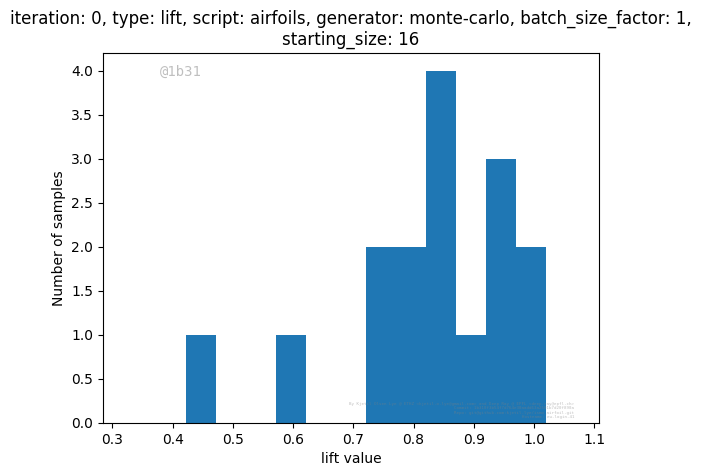 iteration: 0, type: lift, script: airfoils, generator: monte-carlo, batch_size_factor: 1,
starting_size: 16
@1b31
4.0
3.5
3.0
2.5
2.0
1.5
1.0
0.5
0.0
Number of samples
0.3 0.4 0.5 0.6 0.7 0.8 0.9 1.0 1.1
lift value